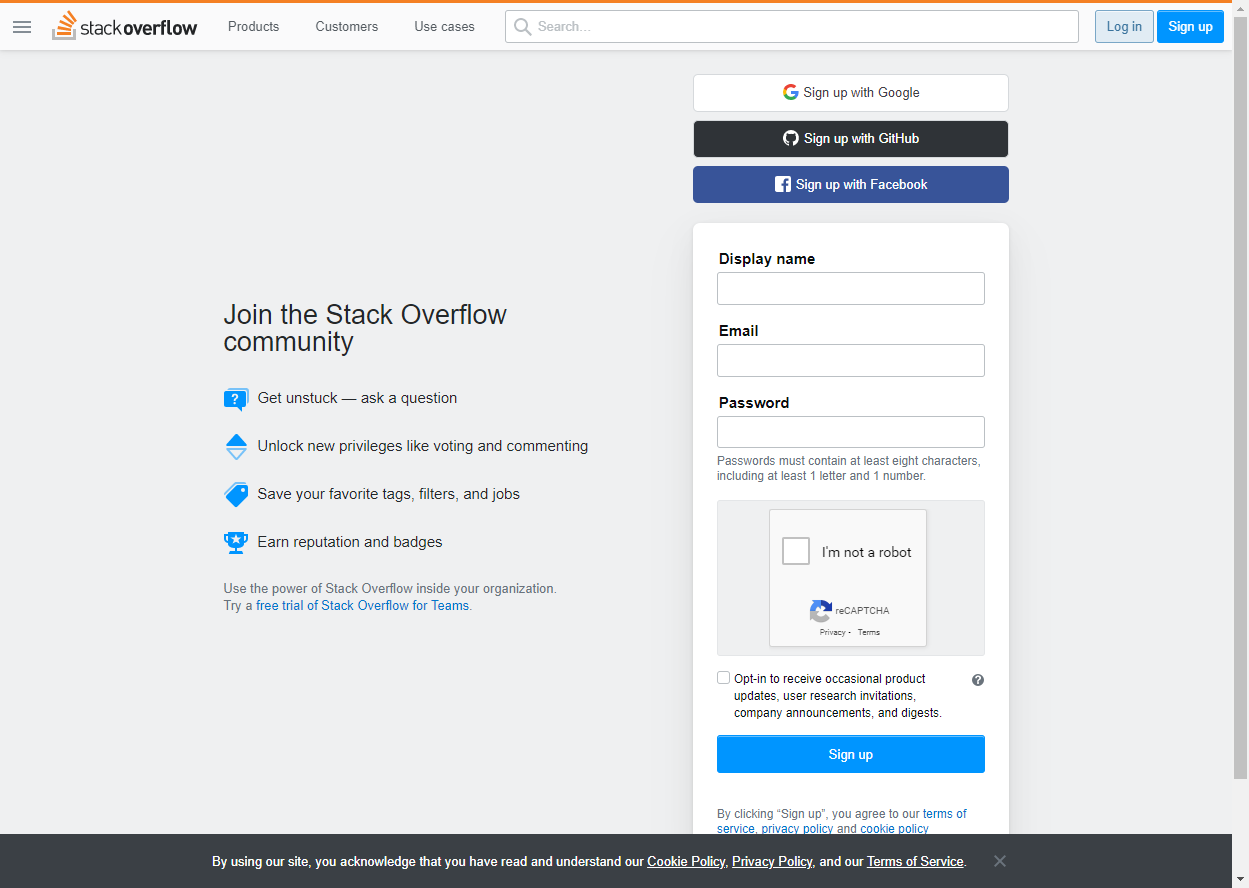 stackoverflow Products Customers Use cases Search... Log in Sign up
Sign up with Google
Sign up with GitHub
Sign up with Facebook
Join the Stack Overflow
community
Get unstuck — ask a question
Unlock new privileges like voting and commenting
Save your favorite tags, filters, and jobs
Earn reputation and badges
Use the power of Stack Overflow inside your organization.
Try a free trial of Stack Overflow for Teams.
Display name
Email
Password
Passwords must contain at least eight characters,
including at least 1 letter and 1 number.
I'm not a robot
reCAPTCHA
Privacy - Terms
Opt-in to receive occasional product
updates, user research invitations,
company announcements, and digests.
Sign up
By clicking “Sign up”, you agree to our terms of
service, privacy policy and cookie policy
By using our site, you acknowledge that you have read and understand our Cookie Policy, Privacy Policy, and our Terms of Service.